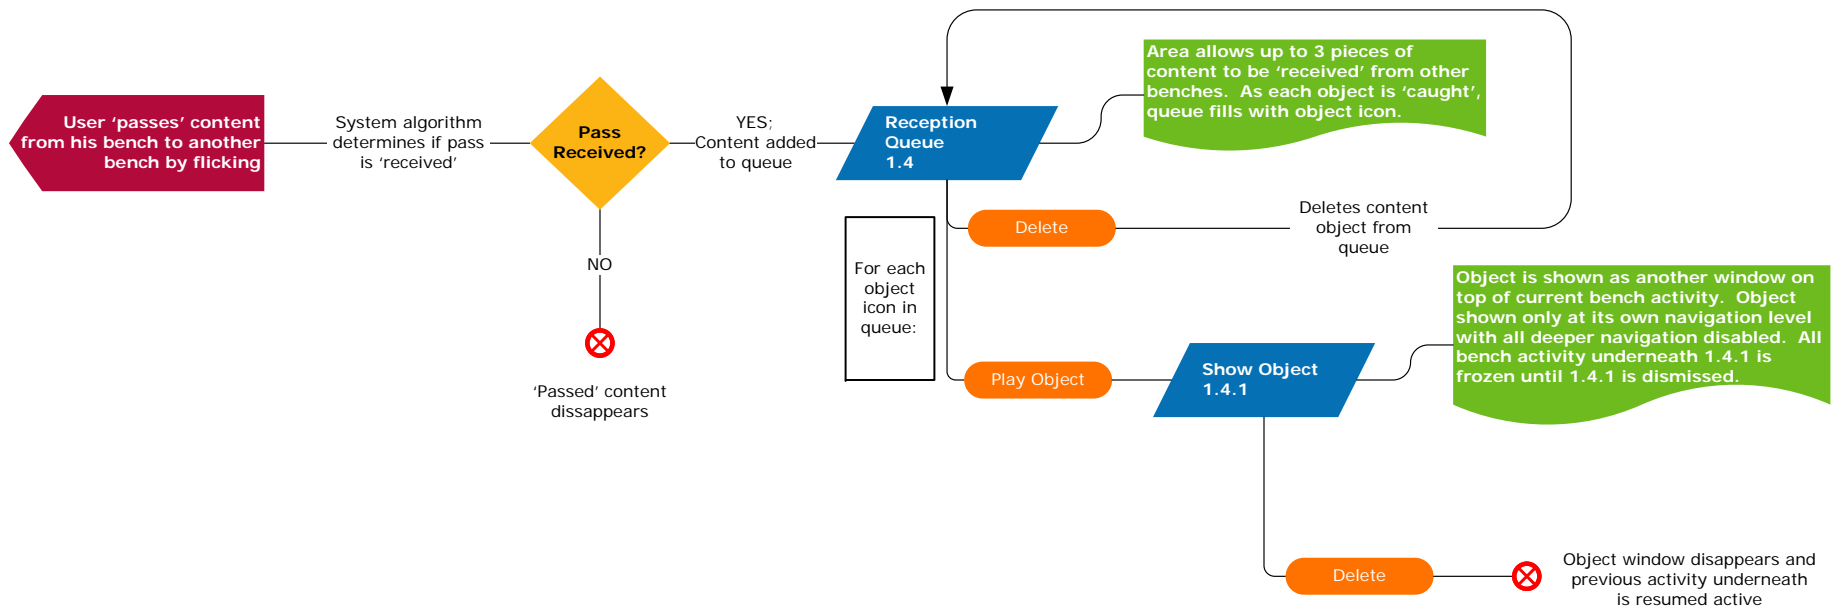 User ‘passes’ content
from his bench to another
bench by flicking
System algorithm
determines if pass
is ‘received’
Pass
Received?
YES;
Content added
to queue
Reception
Queue
1.4
Area allows up to 3 pieces of
content to be ‘received’ from other
benches. As each object is ‘caught’,
queue fills with object icon.
NO
‘Passed’ content
dissappears
For each
object
icon in
queue:
Delete
Deletes content
object from
queue
Play Object
Show Object
1.4.1
Object is shown as another window on
top of current bench activity. Object
shown only at its own navigation level
with all deeper navigation disabled. All
bench activity underneath 1.4.1 is
frozen until 1.4.1 is dismissed.
Delete
Object window disappears and
previous activity underneath
is resumed active